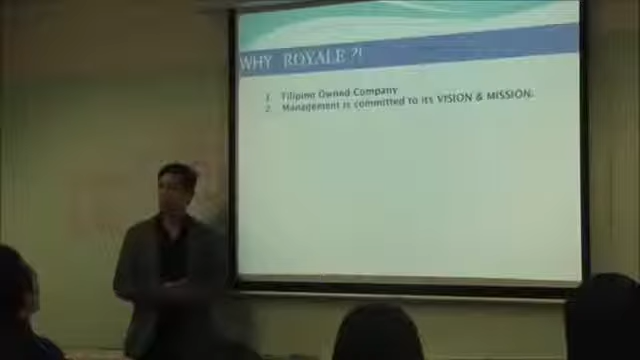 WHY ROYALE ?!
1. Filipino Owned Company
2. Management is committed to its VISION & MISSION.